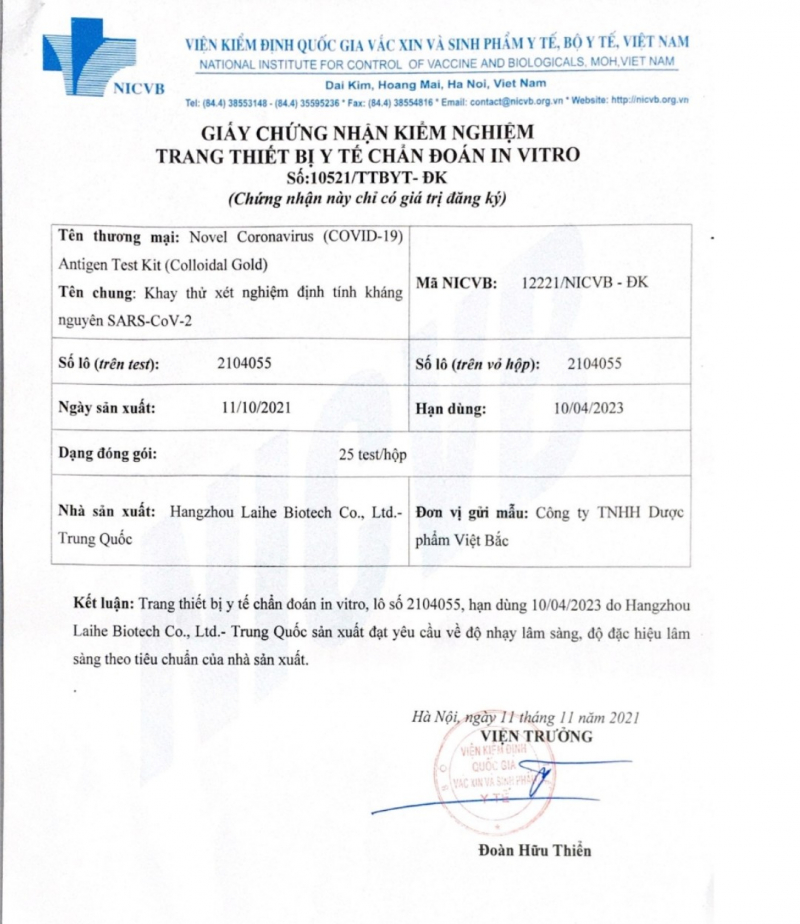 NICVB
VIỆN KIỂM ĐỊNH QUỐC GIA VẮC XIN VÀ SINH PHẨM Y TẾ, BỘ Y TẾ, VIỆT NAM
NATIONAL INSTITUTE FOR CONTROL OF VACCINE AND BIOLOGICALS, MOH,VIET NAM
Dai Kim, Hoang Mai, Ha Noi, Viet Nam
Tel: (84.4) 38553148 - (84.4) 35595236 * Fax: (84.4) 38554816 * Email: contact@nicvb.org.vn * Website: http://nicvb.org.vn
GIẤY CHỨNG NHẬN KIỂM NGHIỆM
TRANG THIẾT BỊ Y TẾ CHẨN ĐOÁN IN VITRO
Số:10521/TTBYT- ĐK
(Chứng nhận này chỉ có giá trị đăng ký)
Tên thương mại: Novel Coronavirus (COVID-19)
Antigen Test Kit (Colloidal Gold)
Tên chung: Khay thử xét nghiệm định tính kháng
nguyên SARS-CoV-2
Mã NICVB: 12221/NICVB - ĐK
Số lô (trên test): 2104055
Số lô (trên vỏ hộp): 2104055
Ngày sản xuất: 11/10/2021
Hạn dùng: 10/04/2023
Dạng đóng gói: 25 test/hộp
Nhà sản xuất: Hangzhou Laihe Biotech Co., Ltd.-
Trung Quốc
Đơn vị gửi mẫu: Công ty TNHH Dược
phẩm Việt Bắc
NICVB
Kết luận: Trang thiết bị y tế chẩn đoán in vitro, lô số 2104055, hạn dùng 10/04/2023 do Hangzhou
Laihe Biotech Co., Ltd.- Trung Quốc sản xuất đạt yêu cầu về độ nhạy lâm sàng, độ đặc hiệu lâm
sàng theo tiêu chuẩn của nhà sản xuất.
Hà Nội, ngày 11 tháng 11 năm 2021
VIỆN TRƯỞNG
VIỆN KIỂM ĐỊNH
QUỐC GIA
VẮC XIN VÀ SINH PHẨM
Y TẾ
Đoàn Hữu Thiển